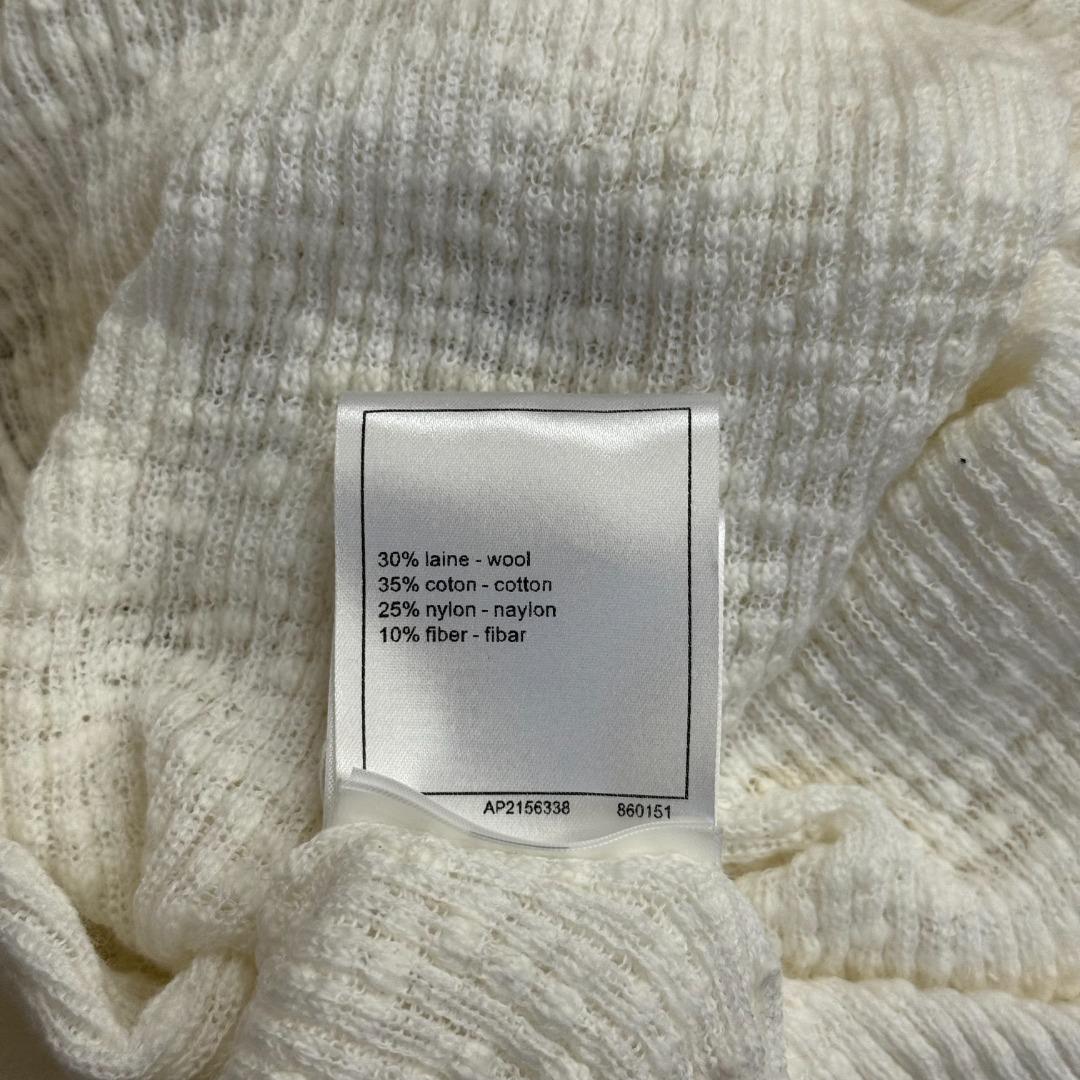 30% laine - wool
35% coton - cotton
25% nylon - naylon
10% fiber - fibar
AP2156338 860151